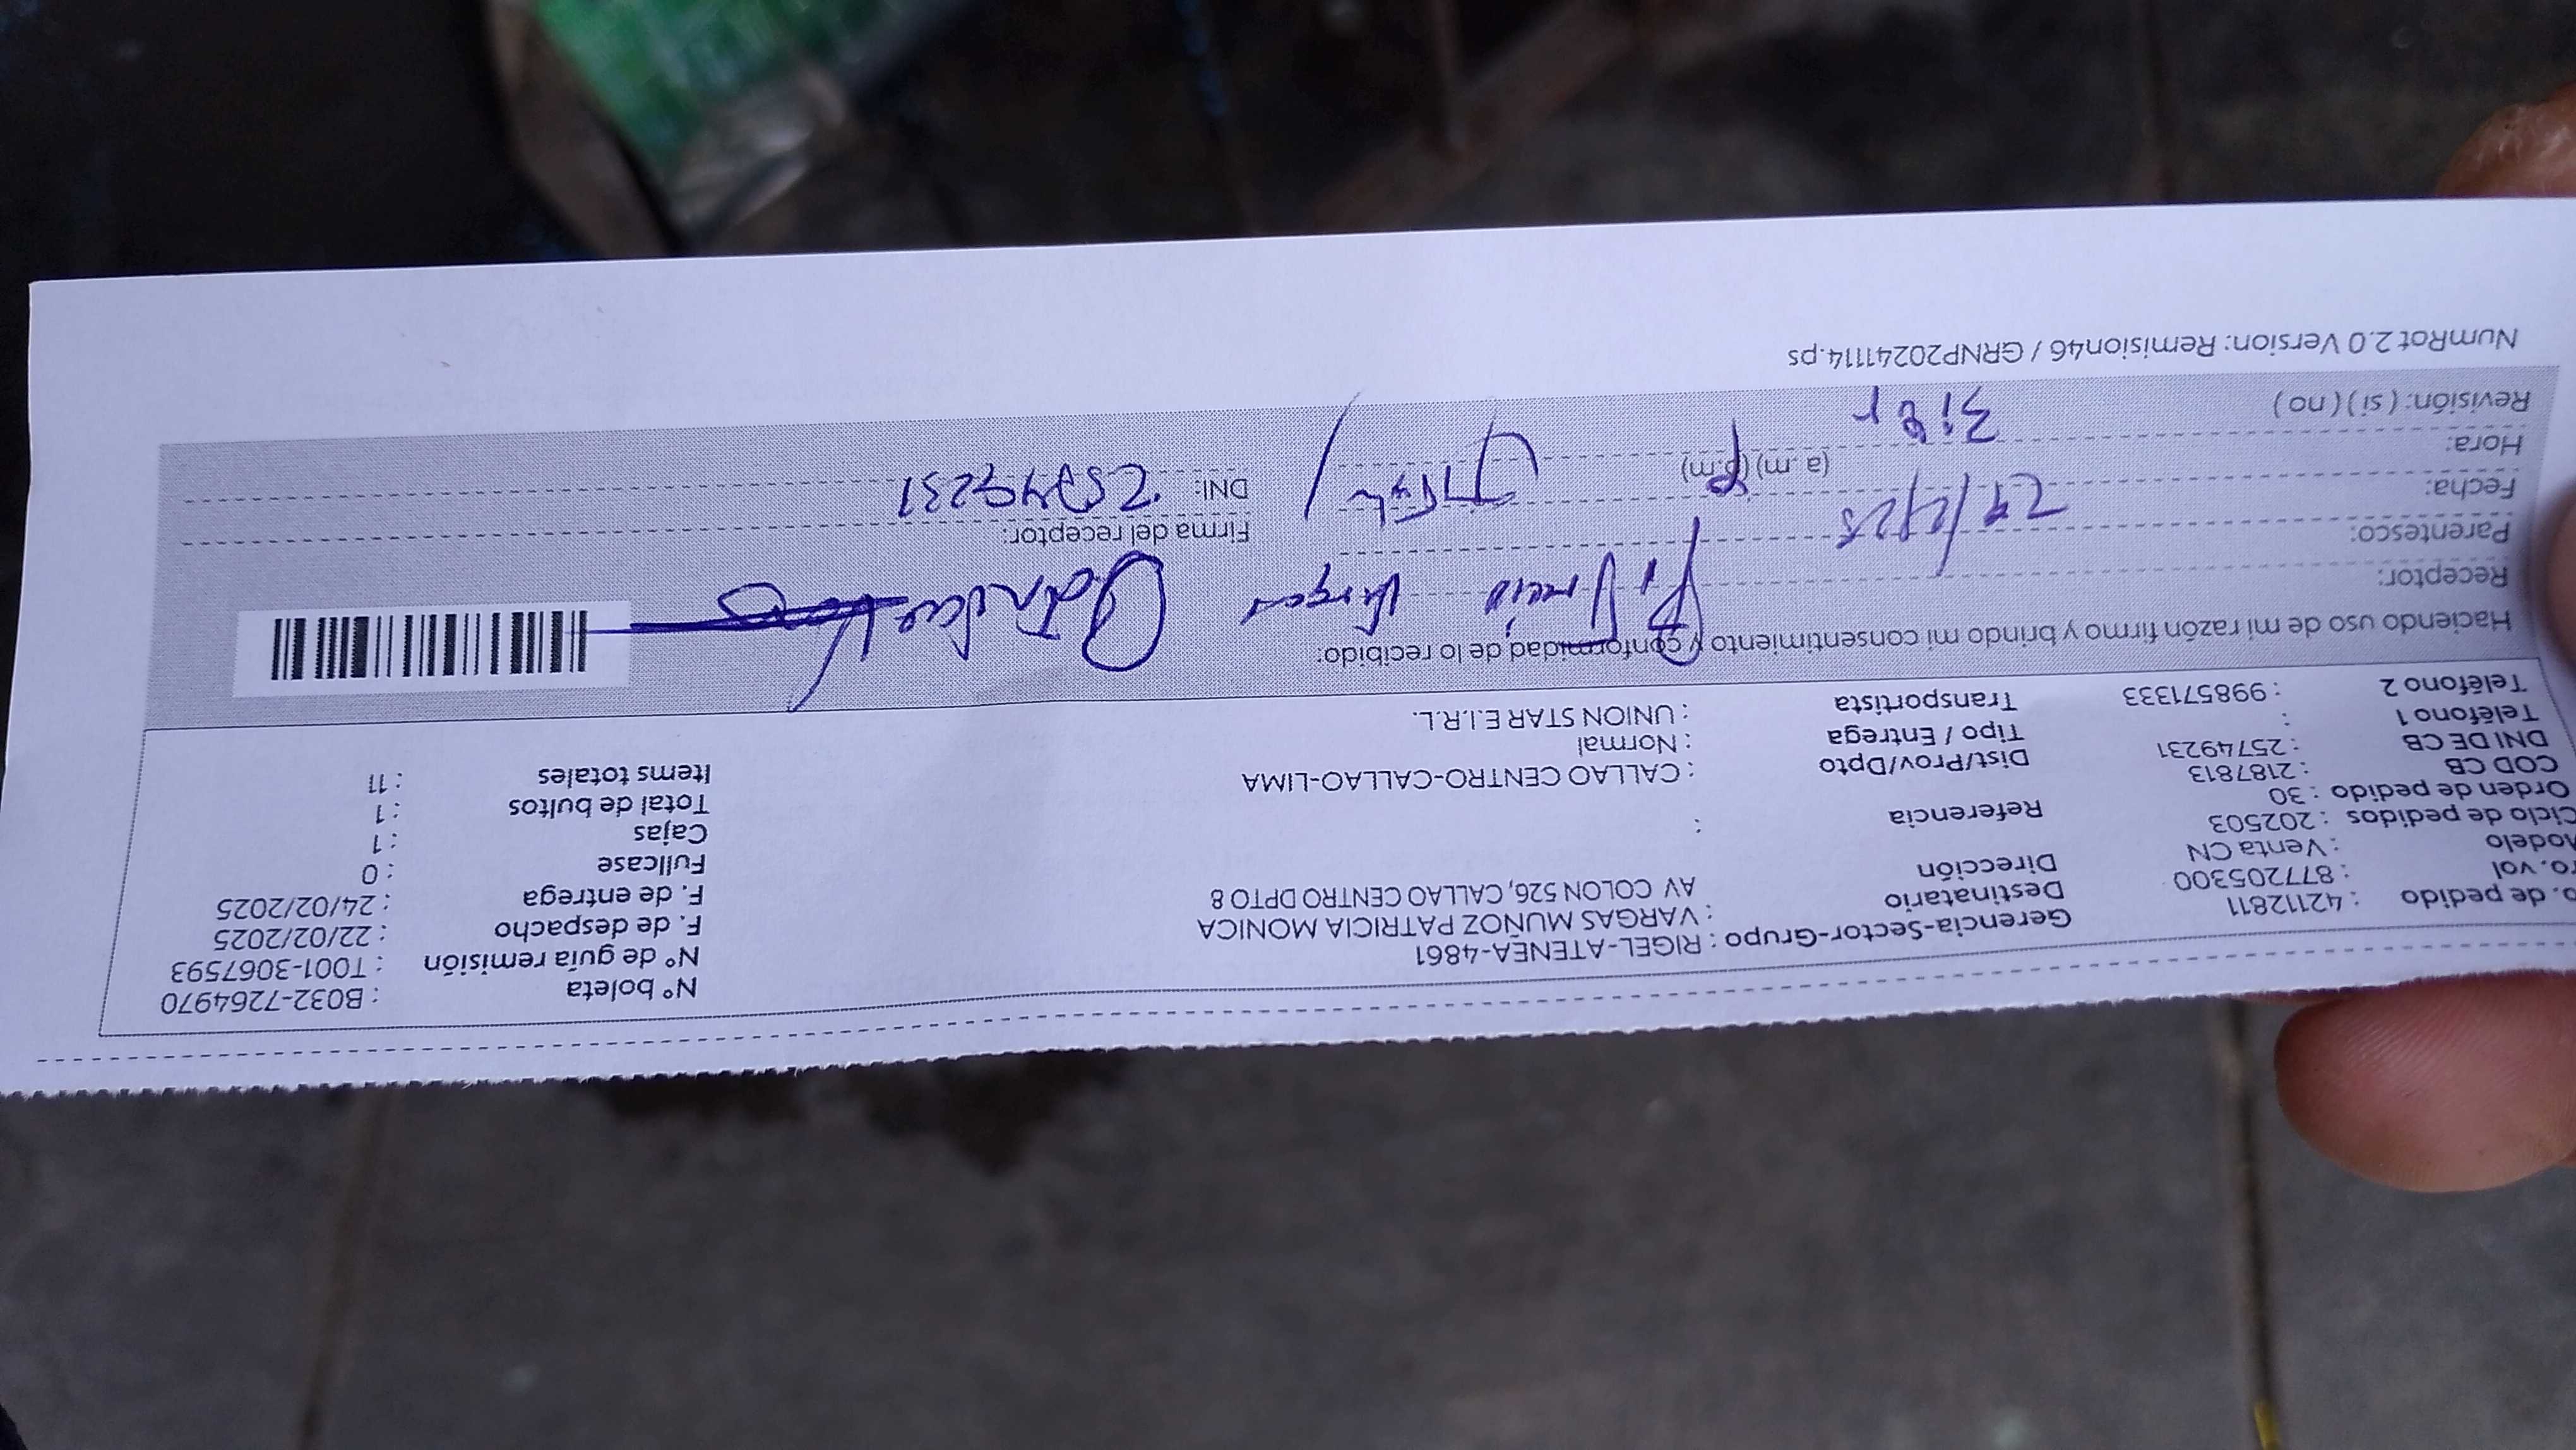 o. de pedido : 42112811 Gerencia-Sector-Grupo : RIGEL-ATENEA-4861 N° boleta : B032-7264970
ro. vol : 877205300 Destinatario : VARGAS MUÑOZ PATRICIA MONICA N° de guía remisión : T001-3067593
Modelo : Venta CN Dirección AV COLON 526, CALLAO CENTRO DPTO 8 F. de despacho : 22/02/2025
Ciclo de pedidos : 202503 F. de entrega : 24/02/2025
Orden de pedido : 30 Referencia : Fullcase : 0
COD CB : 2187813 Cajas : 1
DNI DE CB : 25749231 Dist/Prov/Dpto : CALLAO CENTRO-CALLAO-LIMA Total de bultos : 1
Teléfono 1 : Tipo / Entrega : Normal Items totales : 11
Teléfono 2 : 998571333 Transportista : UNION STAR E.I.R.L.
Haciendo uso de mi razón firmo y brindo mi consentimiento y conformidad de lo recibido:
Receptor: Vargas
Parentesco: Firma del receptor:
Fecha: DNI: 25749231
Hora: (a .m) (p.m)
Revisión: ( si ) ( no )
NumRot 2.0 Version: Remision46 / GRNP20241114.ps